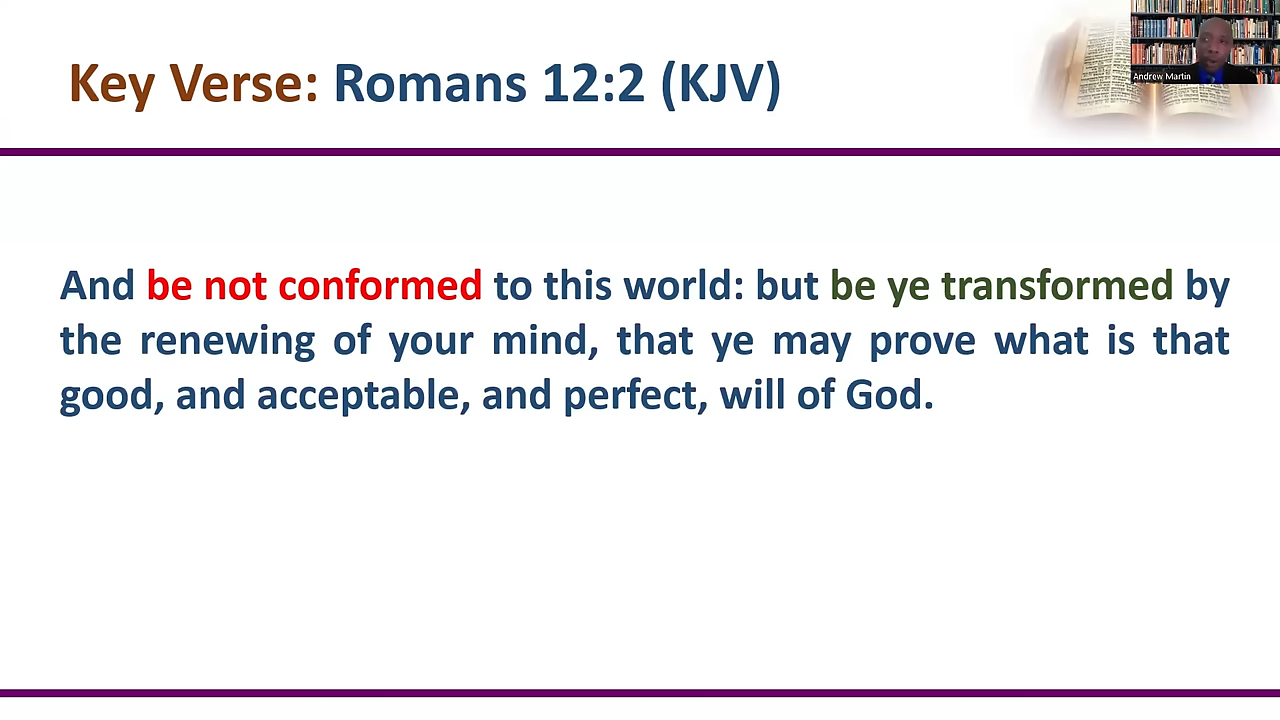 Key Verse: Romans 12:2 (KJV)
Andrew Martin
And be not conformed to this world: but be ye transformed by
the renewing of your mind, that ye may prove what is that
good, and acceptable, and perfect, will of God.